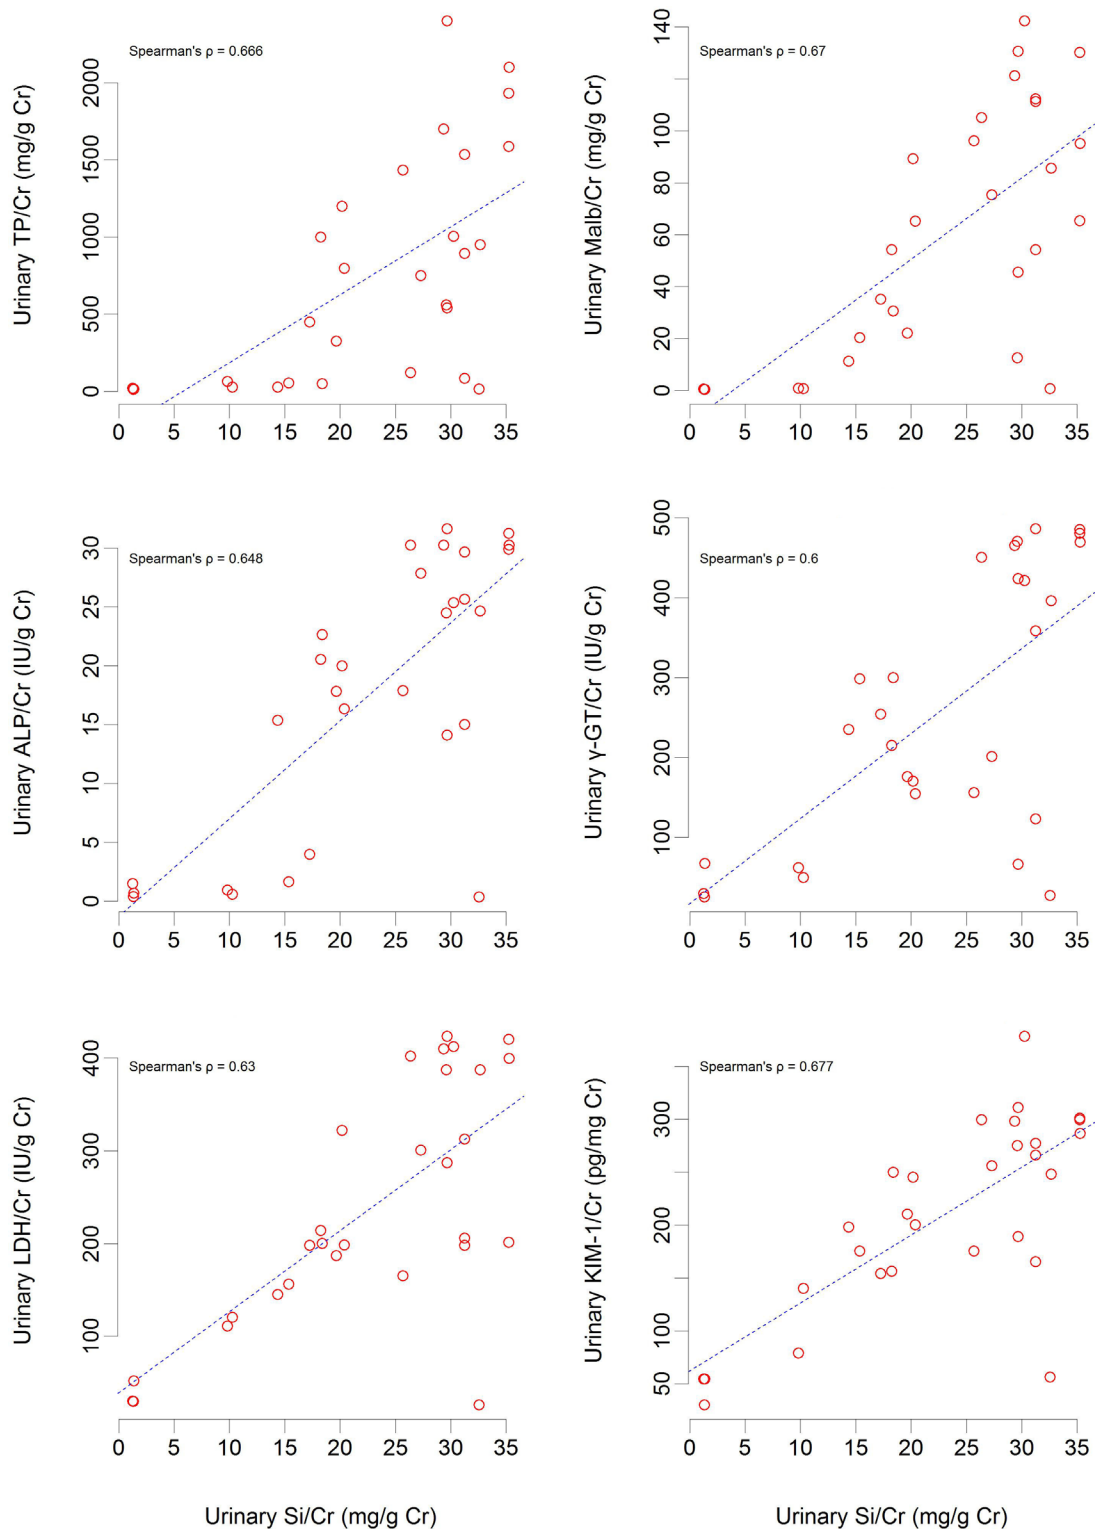 Urinary TP/Cr (mg/g Cr)
Spearman's ρ = 0.666
0 500 1000 1500 2000
0 5 10 15 20 25 30 35
Urinary Malb/Cr (mg/g Cr)
Spearman's ρ = 0.67
0 20 40 60 80 100 140
0 5 10 15 20 25 30 35
Urinary ALP/Cr (IU/g Cr)
Spearman's ρ = 0.648
0 5 10 15 20 25 30
0 5 10 15 20 25 30 35
Urinary γ-GT/Cr (IU/g Cr)
Spearman's ρ = 0.6
100 200 300 400 500
0 5 10 15 20 25 30 35
Urinary LDH/Cr (IU/g Cr)
Spearman's ρ = 0.63
100 200 300 400
0 5 10 15 20 25 30 35
Urinary Si/Cr (mg/g Cr)
Urinary KIM-1/Cr (pg/mg Cr)
Spearman's ρ = 0.677
50 100 200 300
0 5 10 15 20 25 30 35
Urinary Si/Cr (mg/g Cr)